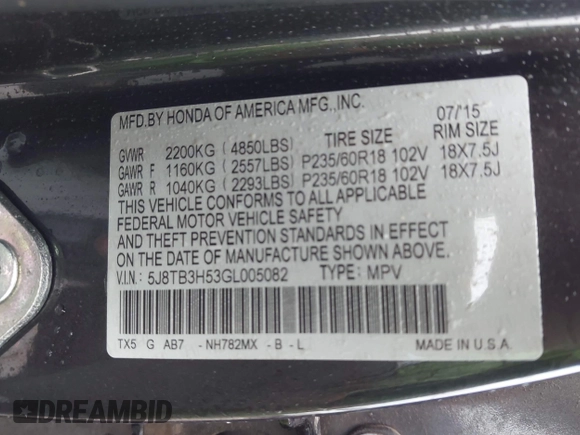 MFD.BY HONDA OF AMERICA MFG.,INC. 07/'15
GVWR 2200KG (4850LBS) TIRE SIZE RIM SIZE
GAWR F 1160KG (2557LBS) P235/60R18 102V 18X7.5J
GAWR R 1040KG (2293LBS) P235/60R18 102V 18X7.5J
THIS VEHICLE CONFORMS TO ALL APPLICABLE
FEDERAL MOTOR VEHICLE SAFETY
AND THEFT PREVENTION STANDARDS IN EFFECT
ON THE DATE OF MANUFACTURE SHOWN ABOVE.
V.I.N.: 5J8TB3H53GL005082 TYPE: MPV
TX5 G AB7 -NH782MX -B -L MADE IN U.S.A.
DREAMBID